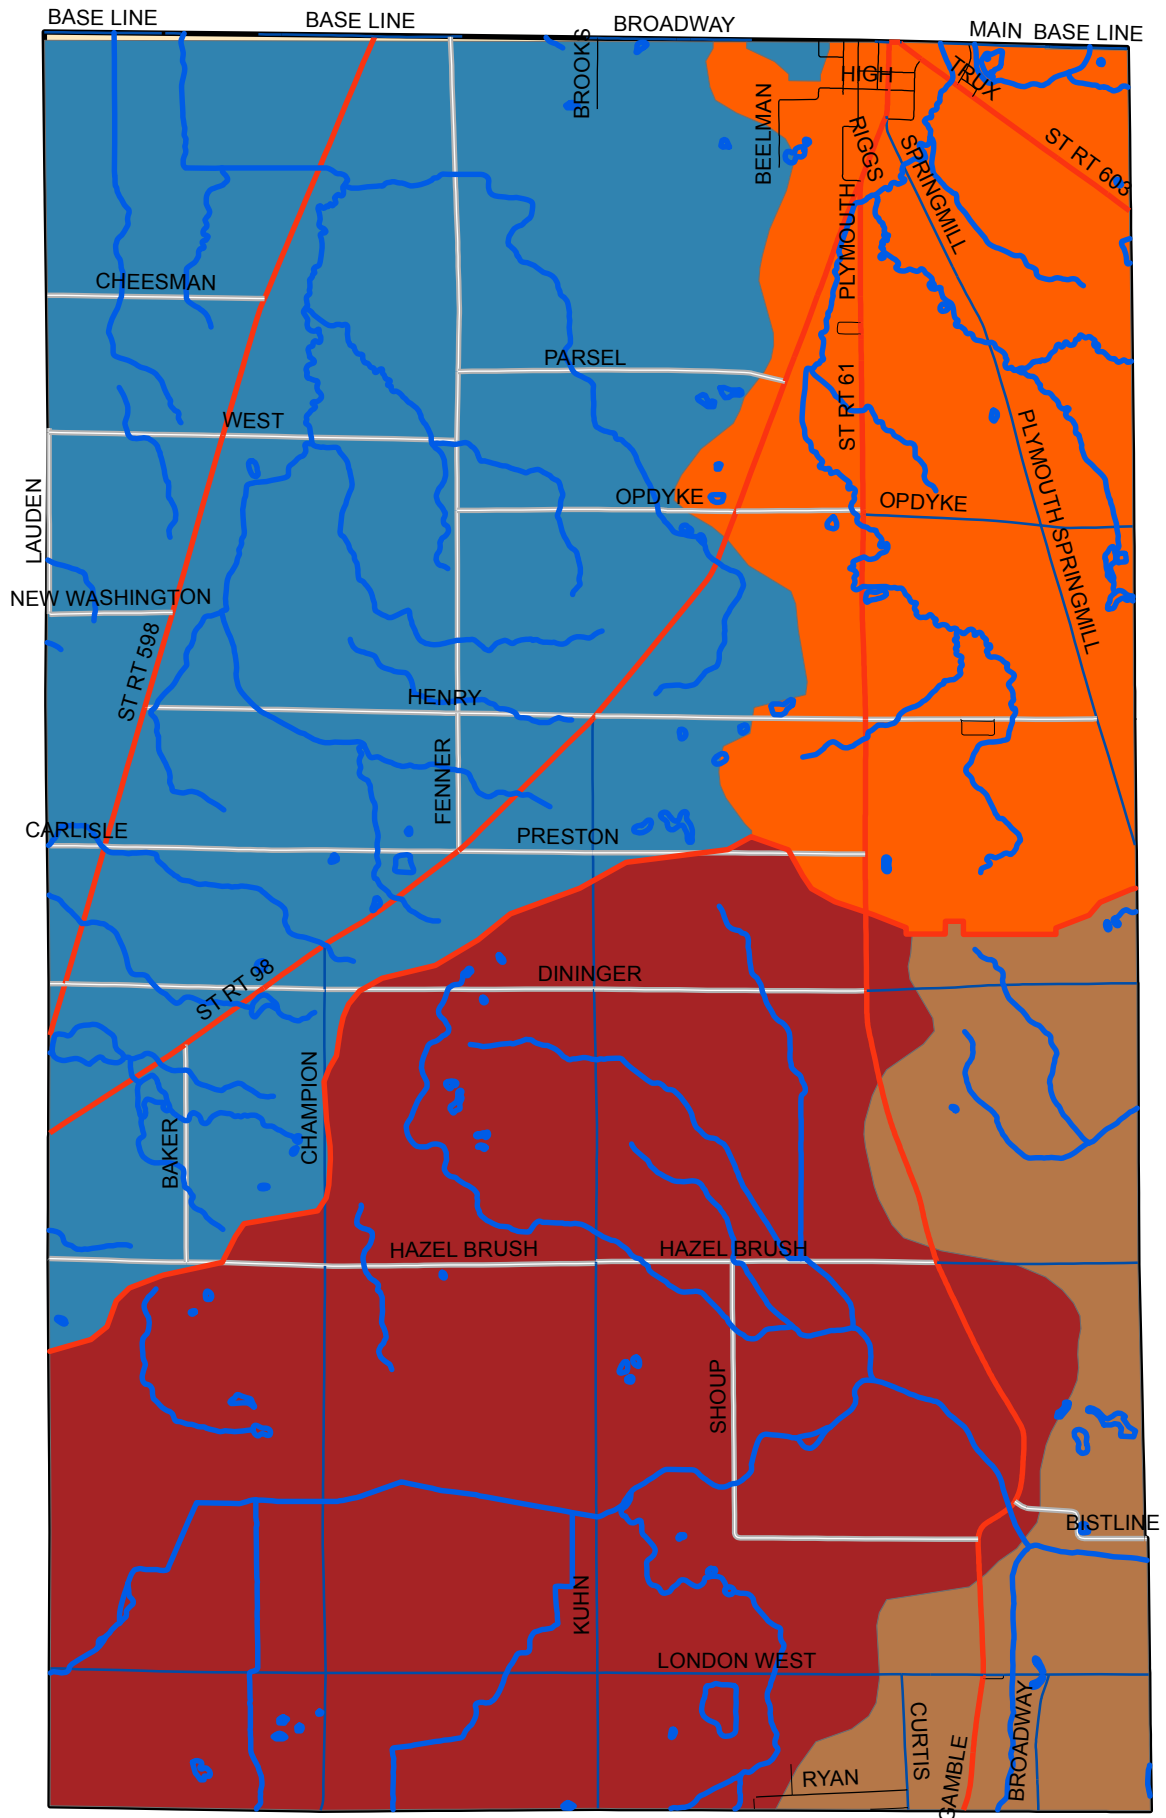 BASE LINE
BASE LINE
BROADWAY
MAIN
BASE LINE
BROOKS
HIGH
TRUX
BEELMAN
RIGGS
SPRINGMILL
ST RT 603
PLYMOUTH
CHEESMAN
PARSEL
ST RT 61
WEST
PLYMOUTH SPRINGMILL
LAUDEN
OPDYKE
OPDYKE
NEW WASHINGTON
ST RT 598
HENRY
FENNER
CARLISLE
PRESTON
ST RT 98
DININGER
CHAMPION
BAKER
HAZEL BRUSH
HAZEL BRUSH
SHOUP
BISTLINE
KUHN
LONDON WEST
CURTIS
BROADWAY
GAMBLE
RYAN